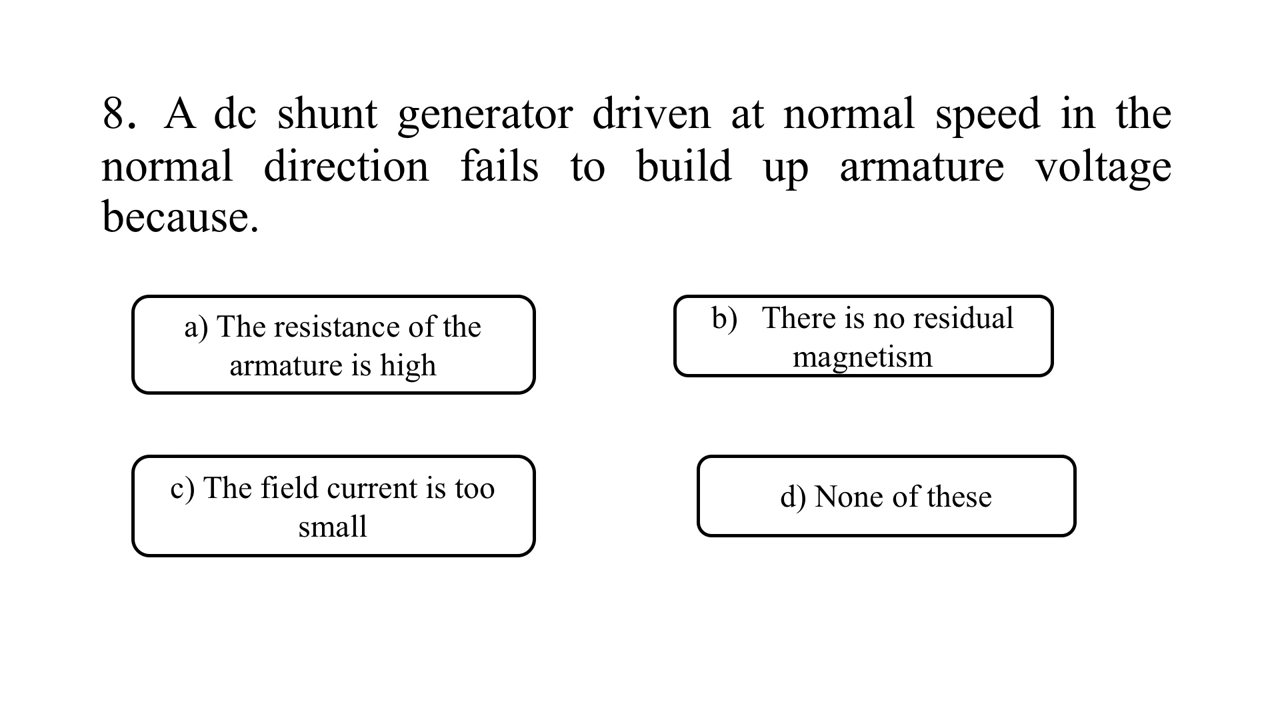 8. A dc shunt generator driven at normal speed in the
normal direction fails to build up armature voltage
because.
a) The resistance of the
armature is high
b) There is no residual
magnetism
c) The field current is too
small
d) None of these